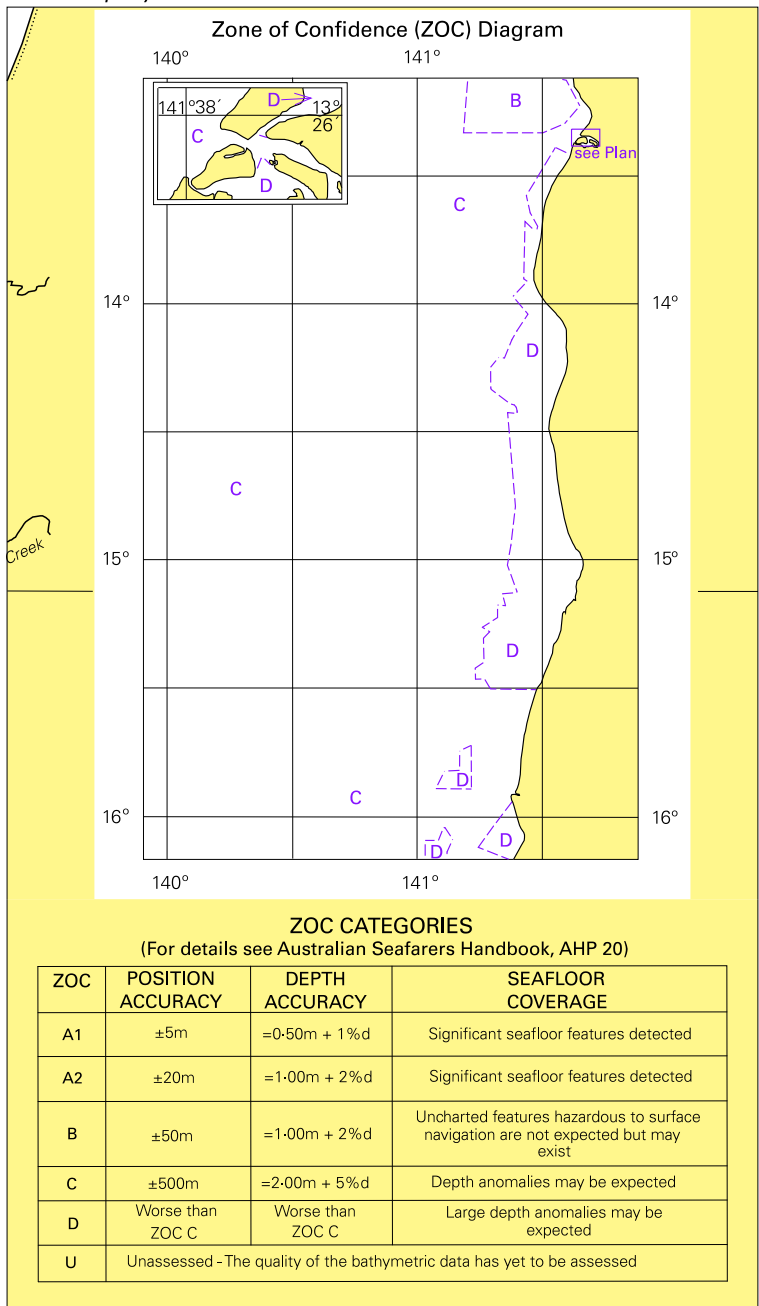 Zone of Confidence (ZOC) Diagram
140° 141°
141°38′ D 13°
26′
C
D
B
see Plan
C
14° 14°
D
C
Creek
15° 15°
D
D
C
16° 16°
D
D
140° 141°
ZOC CATEGORIES
(For details see Australian Seafarers Handbook, AHP 20)
ZOC POSITION DEPTH SEAFLOOR
ACCURACY ACCURACY COVERAGE
A1 ±5m =0·50m + 1%d Significant seafloor features detected
A2 ±20m =1·00m + 2%d Significant seafloor features detected
Uncharted features hazardous to surface
B ±50m =1·00m + 2%d navigation are not expected but may
exist
C ±500m =2·00m + 5%d Depth anomalies may be expected
D Worse than Worse than Large depth anomalies may be
ZOC C ZOC C expected
U Unassessed - The quality of the bathymetric data has yet to be assessed